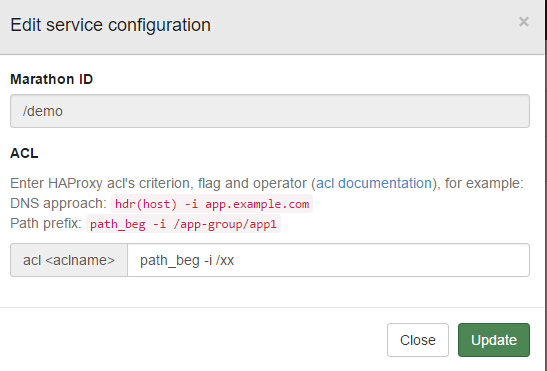 Edit service configuration ×
Marathon ID
/demo
ACL
Enter HAProxy acl's criterion, flag and operator (acl documentation), for example:
DNS approach: hdr(host) -i app.example.com
Path prefix: path_beg -i /app-group/app1
acl <aclname> path_beg -i /xx
Close Update